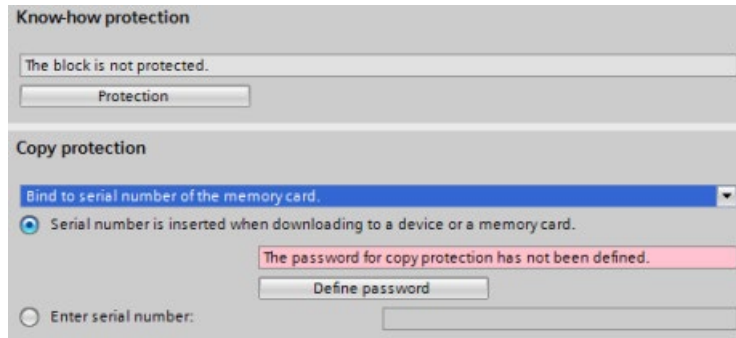 Know-how protection
The block is not protected.
Protection
Copy protection
Bind to serial number of the memory card.
Serial number is inserted when downloading to a device or a memory card.
The password for copy protection has not been defined.
Define password
Enter serial number: